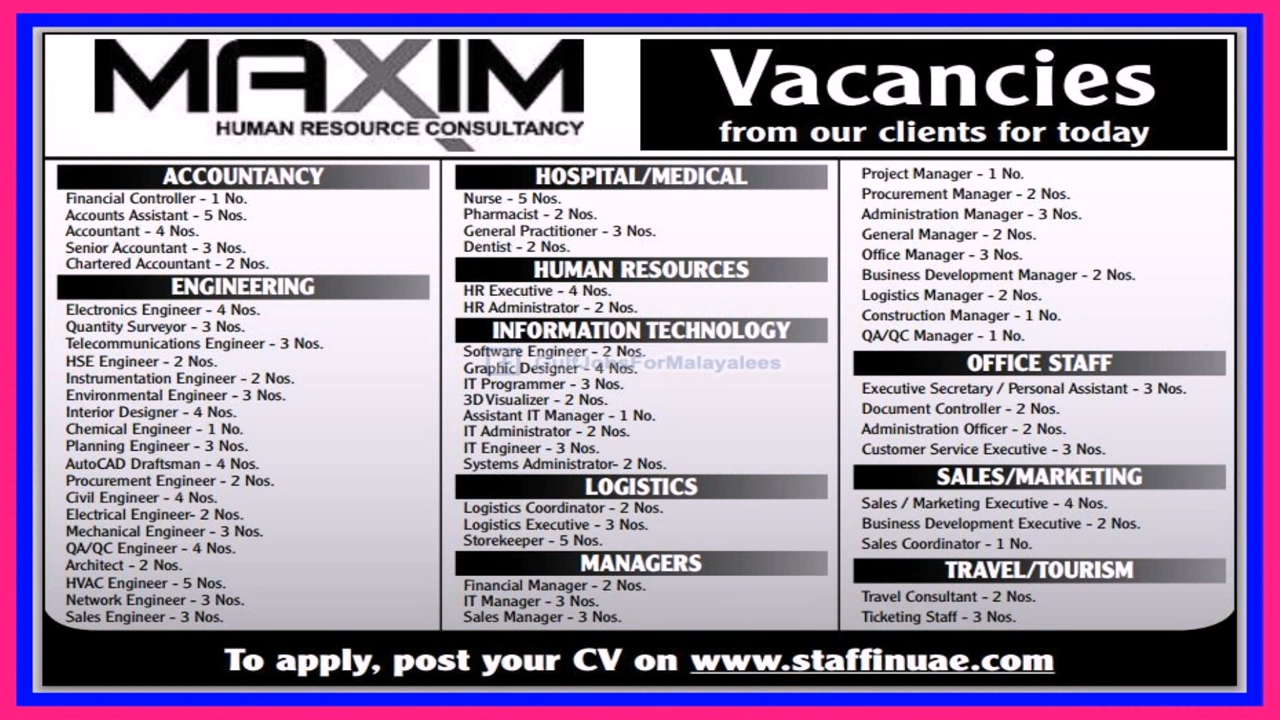 MAXIM
HUMAN RESOURCE CONSULTANCY
Vacancies
from our clients for today
ACCOUNTANCY
Financial Controller - 1 No.
Accounts Assistant - 5 Nos.
Accountant - 4 Nos.
Senior Accountant - 3 Nos.
Chartered Accountant - 2 Nos.
ENGINEERING
Electronics Engineer - 4 Nos.
Quantity Surveyor - 3 Nos.
Telecommunications Engineer - 3 Nos.
HSE Engineer - 2 Nos.
Instrumentation Engineer - 2 Nos.
Environmental Engineer - 3 Nos.
Interior Designer - 4 Nos.
Chemical Engineer - 1 No.
Planning Engineer - 3 Nos.
AutoCAD Draftsman - 4 Nos.
Procurement Engineer - 2 Nos.
Civil Engineer - 4 Nos.
Electrical Engineer- 2 Nos.
Mechanical Engineer - 3 Nos.
QA/QC Engineer - 4 Nos.
Architect - 2 Nos.
HVAC Engineer - 5 Nos.
Network Engineer - 3 Nos.
Sales Engineer - 3 Nos.
HOSPITAL/MEDICAL
Nurse - 5 Nos.
Pharmacist - 2 Nos.
General Practitioner - 3 Nos.
Dentist - 2 Nos.
HUMAN RESOURCES
HR Executive - 4 Nos.
HR Administrator - 2 Nos.
INFORMATION TECHNOLOGY
Software Engineer - 2 Nos.
GulfJobsForMalayalees
Graphic Designer - 4 Nos.
IT Programmer - 3 Nos.
3D Visualizer - 2 Nos.
Assistant IT Manager - 1 No.
IT Administrator - 2 Nos.
IT Engineer - 3 Nos.
Systems Administrator- 2 Nos.
LOGISTICS
Logistics Coordinator - 2 Nos.
Logistics Executive - 3 Nos.
Storekeeper - 5 Nos.
MANAGERS
Financial Manager - 2 Nos.
IT Manager - 3 Nos.
Sales Manager - 3 Nos.
Project Manager - 1 No.
Procurement Manager - 2 Nos.
Administration Manager - 3 Nos.
General Manager - 2 Nos.
Office Manager - 3 Nos.
Business Development Manager - 2 Nos.
Logistics Manager - 2 Nos.
Construction Manager - 1 No.
QA/QC Manager - 1 No.
OFFICE STAFF
Executive Secretary / Personal Assistant - 3 Nos.
Document Controller - 2 Nos.
Administration Officer - 2 Nos.
Customer Service Executive - 3 Nos.
SALES/MARKETING
Sales / Marketing Executive - 4 Nos.
Business Development Executive - 2 Nos.
Sales Coordinator - 1 No.
TRAVEL/TOURISM
Travel Consultant - 2 Nos.
Ticketing Staff - 3 Nos.
To apply, post your CV on www.staffinuae.com